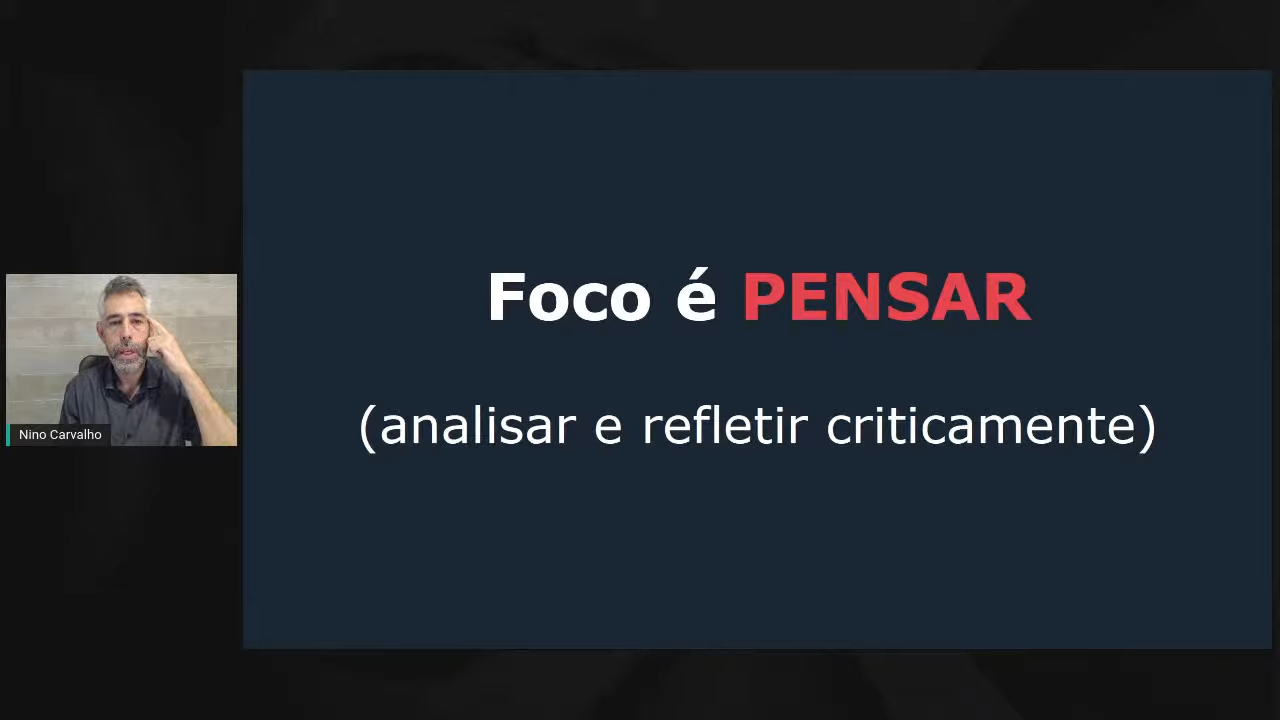 Foco é PENSAR
(analisar e refletir criticamente)
Nino Carvalho